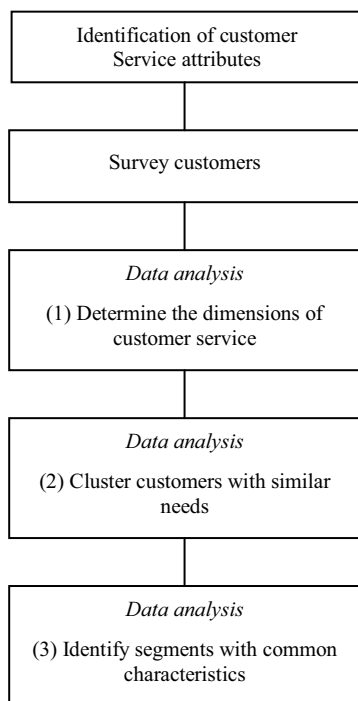 Identification of customer
Service attributes
Survey customers
Data analysis
(1) Determine the dimensions of
customer service
Data analysis
(2) Cluster customers with similar
needs
Data analysis
(3) Identify segments with common
characteristics